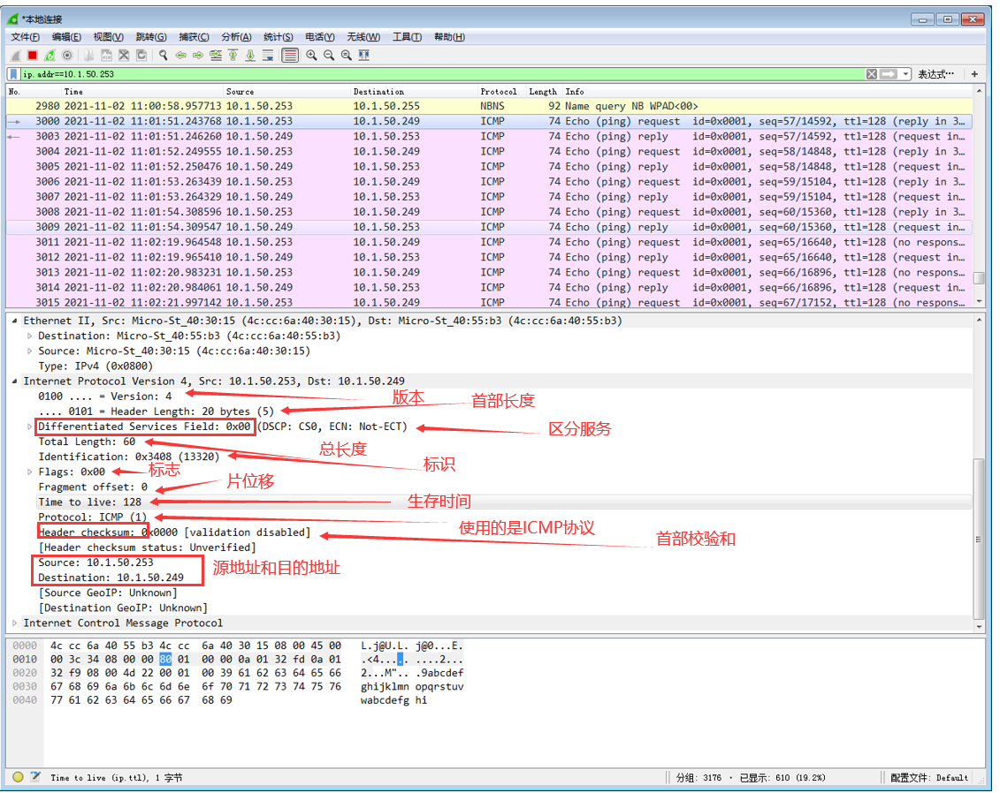 *本地连接
文件(F) 编辑(E) 视图(V) 跳转(G) 捕获(C) 分析(A) 统计(S) 电话(Y) 无线(W) 工具(T) 帮助(H)
ip.addr==10.1.50.253 表达式… +
No. Time Source Destination Protocol Length Info
2980 2021-11-02 11:00:58.957713 10.1.50.253 10.1.50.255 NBNS 92 Name query NB WPAD<00>
3000 2021-11-02 11:01:51.243768 10.1.50.253 10.1.50.249 ICMP 74 Echo (ping) request id=0x0001, seq=57/14592, ttl=128 (reply in 3…
3003 2021-11-02 11:01:51.246260 10.1.50.249 10.1.50.253 ICMP 74 Echo (ping) reply id=0x0001, seq=57/14592, ttl=128 (request in…
3004 2021-11-02 11:01:52.249555 10.1.50.253 10.1.50.249 ICMP 74 Echo (ping) request id=0x0001, seq=58/14848, ttl=128 (reply in 3…
3005 2021-11-02 11:01:52.250476 10.1.50.249 10.1.50.253 ICMP 74 Echo (ping) reply id=0x0001, seq=58/14848, ttl=128 (request in…
3006 2021-11-02 11:01:53.263439 10.1.50.253 10.1.50.249 ICMP 74 Echo (ping) request id=0x0001, seq=59/15104, ttl=128 (reply in 3…
3007 2021-11-02 11:01:53.264329 10.1.50.249 10.1.50.253 ICMP 74 Echo (ping) reply id=0x0001, seq=59/15104, ttl=128 (request in…
3008 2021-11-02 11:01:54.308596 10.1.50.253 10.1.50.249 ICMP 74 Echo (ping) request id=0x0001, seq=60/15360, ttl=128 (reply in 3…
3009 2021-11-02 11:01:54.309547 10.1.50.249 10.1.50.253 ICMP 74 Echo (ping) reply id=0x0001, seq=60/15360, ttl=128 (request in…
3011 2021-11-02 11:02:19.964548 10.1.50.253 10.1.50.249 ICMP 74 Echo (ping) request id=0x0001, seq=65/16640, ttl=128 (no respons…
3012 2021-11-02 11:02:19.965410 10.1.50.249 10.1.50.253 ICMP 74 Echo (ping) reply id=0x0001, seq=65/16640, ttl=128 (request in…
3013 2021-11-02 11:02:20.983231 10.1.50.253 10.1.50.249 ICMP 74 Echo (ping) request id=0x0001, seq=66/16896, ttl=128 (no respons…
3014 2021-11-02 11:02:20.984061 10.1.50.249 10.1.50.253 ICMP 74 Echo (ping) reply id=0x0001, seq=66/16896, ttl=128 (request in…
3015 2021-11-02 11:02:21.997142 10.1.50.253 10.1.50.249 ICMP 74 Echo (ping) request id=0x0001, seq=67/17152, ttl=128 (no respons…
Ethernet II, Src: Micro-St_40:30:15 (4c:cc:6a:40:30:15), Dst: Micro-St_40:55:b3 (4c:cc:6a:40:55:b3)
Destination: Micro-St_40:55:b3 (4c:cc:6a:40:55:b3)
Source: Micro-St_40:30:15 (4c:cc:6a:40:30:15)
Type: IPv4 (0x0800)
Internet Protocol Version 4, Src: 10.1.50.253, Dst: 10.1.50.249
0100 .... = Version: 4 版本
.... 0101 = Header Length: 20 bytes (5) 首部长度
Differentiated Services Field: 0x00 (DSCP: CS0, ECN: Not-ECT) 区分服务
Total Length: 60 总长度
Identification: 0x3408 (13320) 标识
Flags: 0x00 标志
Fragment offset: 0 片位移
Time to live: 128 生存时间
Protocol: ICMP (1) 使用的是ICMP协议
Header checksum: 0x0000 [validation disabled] 首部校验和
[Header checksum status: Unverified]
Source: 10.1.50.253 源地址和目的地址
Destination: 10.1.50.249
[Source GeoIP: Unknown]
[Destination GeoIP: Unknown]
Internet Control Message Protocol
0000 4c cc 6a 40 55 b3 4c cc 6a 40 30 15 08 00 45 00 L.j@U.L. j@0...E.
0010 00 3c 34 08 00 00 80 01 00 00 0a 01 32 fd 0a 01 .<4..... ....2...
0020 32 f9 08 00 4d 22 00 01 00 39 61 62 63 64 65 66 2...M".. .9abcdef
0030 67 68 69 6a 6b 6c 6d 6e 6f 70 71 72 73 74 75 76 ghijklmn opqrstuv
0040 77 61 62 63 64 65 66 67 68 69 wabcdefg hi
Time to live (ip.ttl), 1 字节 分组: 3176 · 已显示: 610 (19.2%) 配置文件: Default